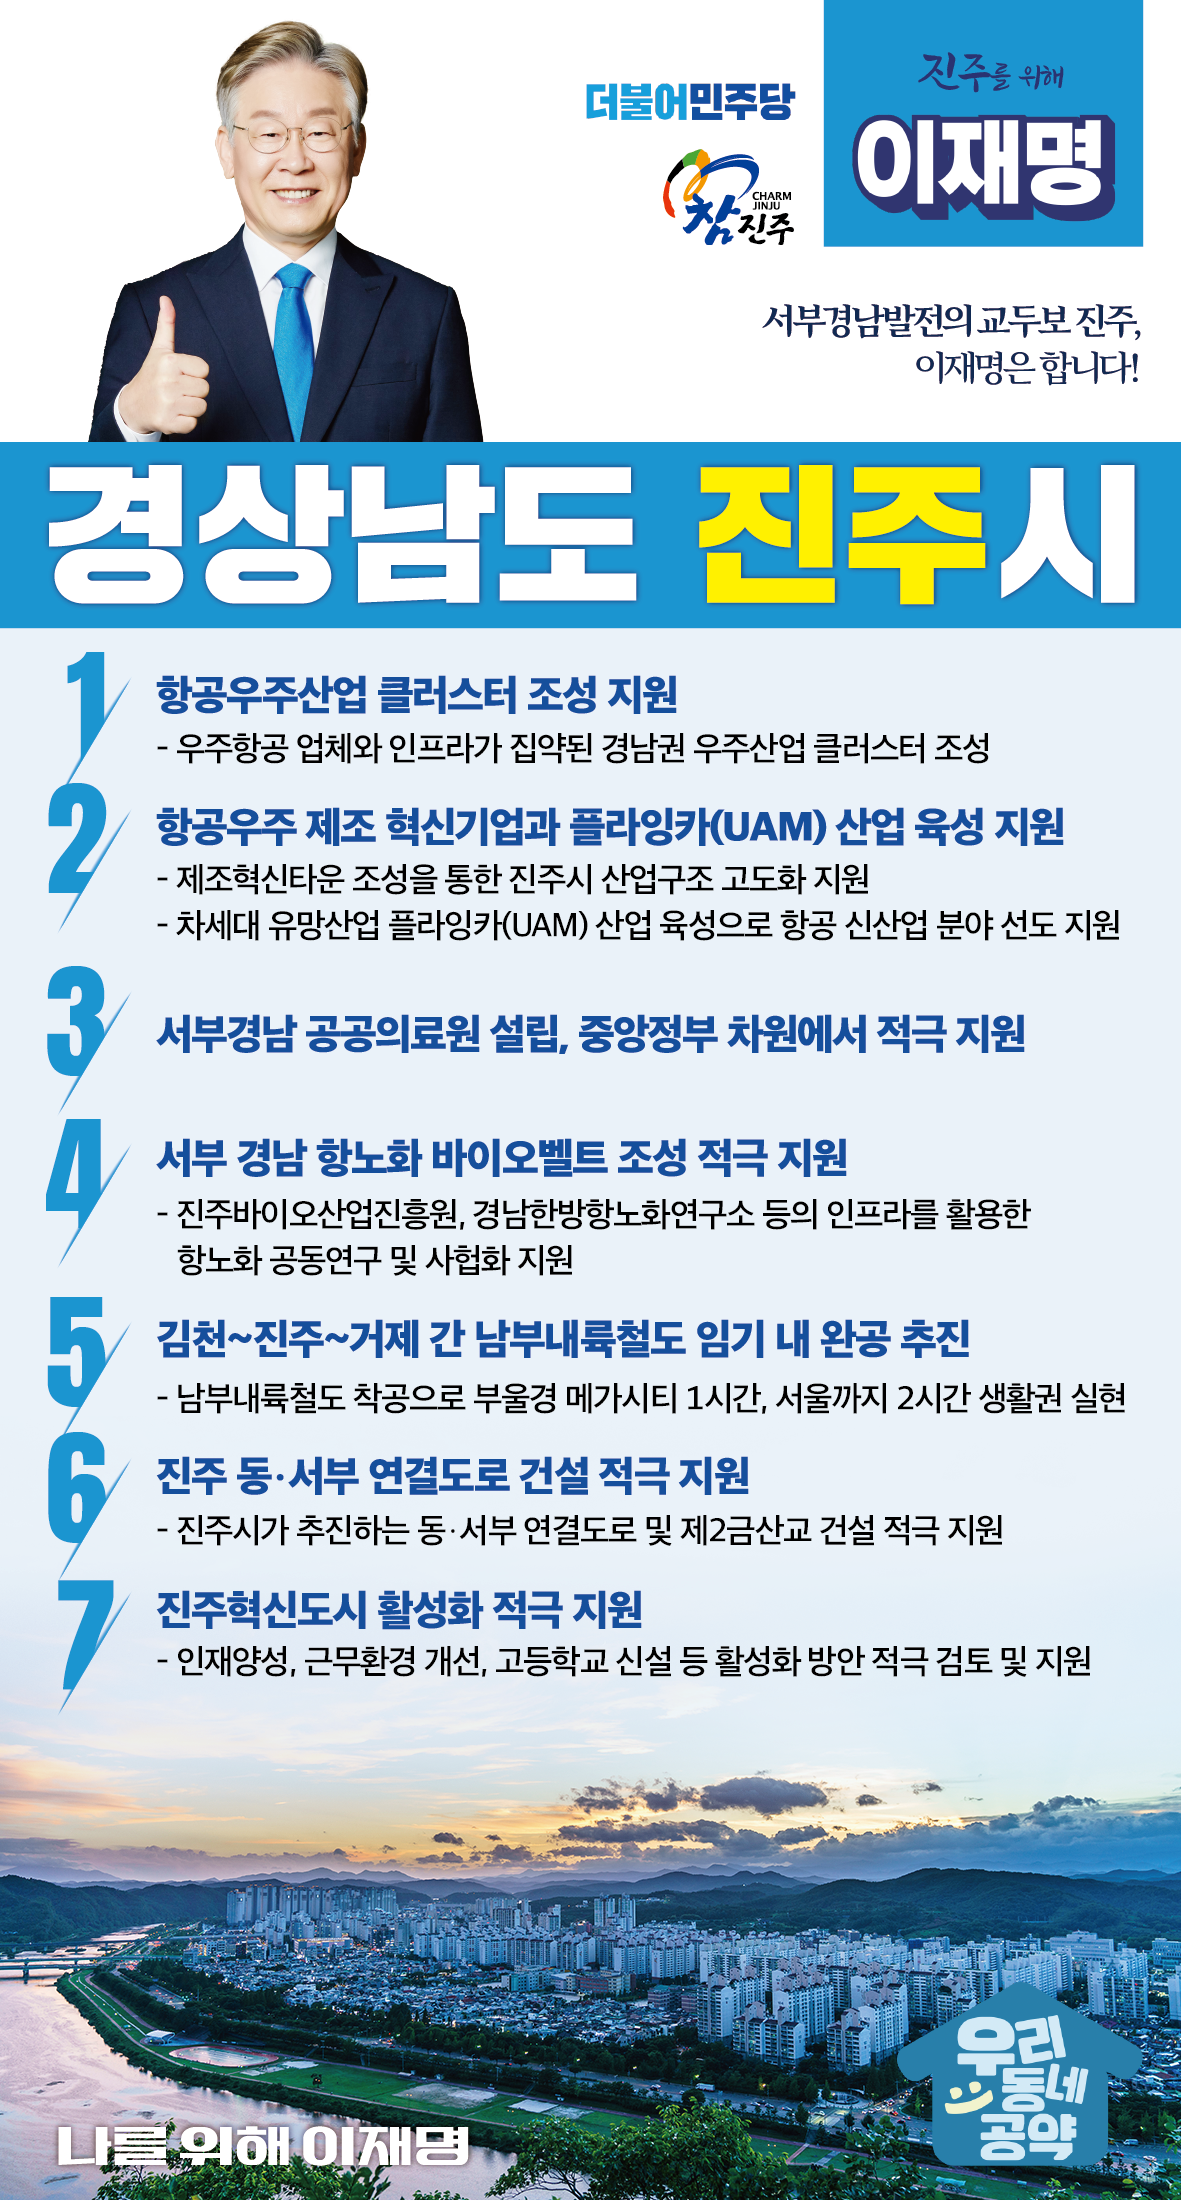 더불어민주당
참진주
CHARM
JINJU
진주를 위해
이재명
서부경남발전의 교두보 진주,
이재명은 합니다!
경상남도 진주시
1
항공우주산업 클러스터 조성 지원
- 우주항공 업체와 인프라가 집약된 경남권 우주산업 클러스터 조성
2
항공우주 제조 혁신기업과 플라잉카(UAM) 산업 육성 지원
- 제조혁신타운 조성을 통한 진주시 산업구조 고도화 지원
- 차세대 유망산업 플라잉카(UAM) 산업 육성으로 항공 신산업 분야 선도 지원
3
서부경남 공공의료원 설립, 중앙정부 차원에서 적극 지원
4
서부 경남 항노화 바이오벨트 조성 적극 지원
- 진주바이오산업진흥원, 경남한방항노화연구소 등의 인프라를 활용한
항노화 공동연구 및 사헙화 지원
5
김천~진주~거제 간 남부내륙철도 임기 내 완공 추진
- 남부내륙철도 착공으로 부울경 메가시티 1시간, 서울까지 2시간 생활권 실현
6
진주 동·서부 연결도로 건설 적극 지원
- 진주시가 추진하는 동·서부 연결도로 및 제2금산교 건설 적극 지원
7
진주혁신도시 활성화 적극 지원
- 인재양성, 근무환경 개선, 고등학교 신설 등 활성화 방안 적극 검토 및 지원
우리
동네
공약
나를 위해 이재명